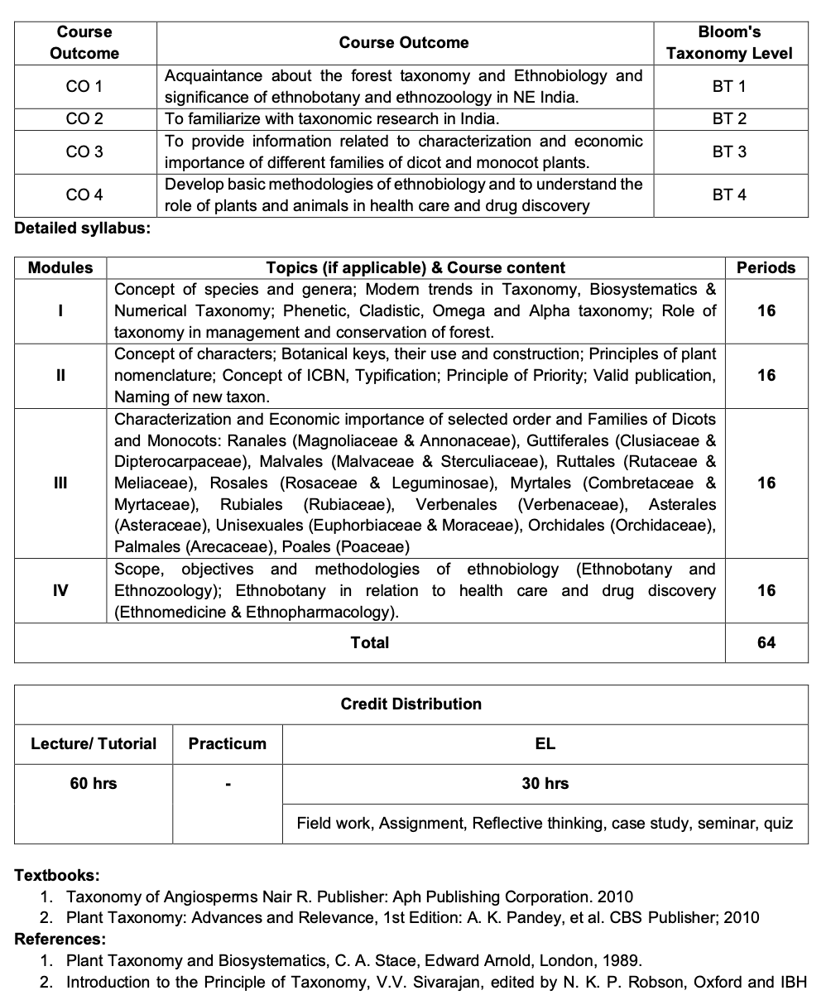 Course
Outcome
Course Outcome
Bloom's
Taxonomy Level
CO 1
Acquaintance about the forest taxonomy and Ethnobiology and
significance of ethnobotany and ethnozoology in NE India.
BT 1
CO 2
To familiarize with taxonomic research in India.
BT 2
CO 3
To provide information related to characterization and economic
importance of different families of dicot and monocot plants.
BT 3
CO 4
Develop basic methodologies of ethnobiology and to understand the
role of plants and animals in health care and drug discovery
BT 4
Detailed syllabus:
Modules
Topics (if applicable) & Course content
Periods
I
Concept of species and genera; Modern trends in Taxonomy, Biosystematics &
Numerical Taxonomy; Phenetic, Cladistic, Omega and Alpha taxonomy; Role of
taxonomy in management and conservation of forest.
16
II
Concept of characters; Botanical keys, their use and construction; Principles of plant
nomenclature; Concept of ICBN, Typification; Principle of Priority; Valid publication,
Naming of new taxon.
16
III
Characterization and Economic importance of selected order and Families of Dicots
and Monocots: Ranales (Magnoliaceae & Annonaceae), Guttiferales (Clusiaceae &
Dipterocarpaceae), Malvales (Malvaceae & Sterculiaceae), Ruttales (Rutaceae &
Meliaceae), Rosales (Rosaceae & Leguminosae), Myrtales (Combretaceae &
Myrtaceae), Rubiales (Rubiaceae), Verbenales (Verbenaceae), Asterales
(Asteraceae), Unisexuales (Euphorbiaceae & Moraceae), Orchidales (Orchidaceae),
Palmales (Arecaceae), Poales (Poaceae)
16
IV
Scope, objectives and methodologies of ethnobiology (Ethnobotany and
Ethnozoology); Ethnobotany in relation to health care and drug discovery
(Ethnomedicine & Ethnopharmacology).
16
Total
64
Credit Distribution
Lecture/ Tutorial
Practicum
EL
60 hrs
-
30 hrs
Field work, Assignment, Reflective thinking, case study, seminar, quiz
Textbooks:
1. Taxonomy of Angiosperms Nair R. Publisher: Aph Publishing Corporation. 2010
2. Plant Taxonomy: Advances and Relevance, 1st Edition: A. K. Pandey, et al. CBS Publisher; 2010
References:
1. Plant Taxonomy and Biosystematics, C. A. Stace, Edward Arnold, London, 1989.
2. Introduction to the Principle of Taxonomy, V.V. Sivarajan, edited by N. K. P. Robson, Oxford and IBH